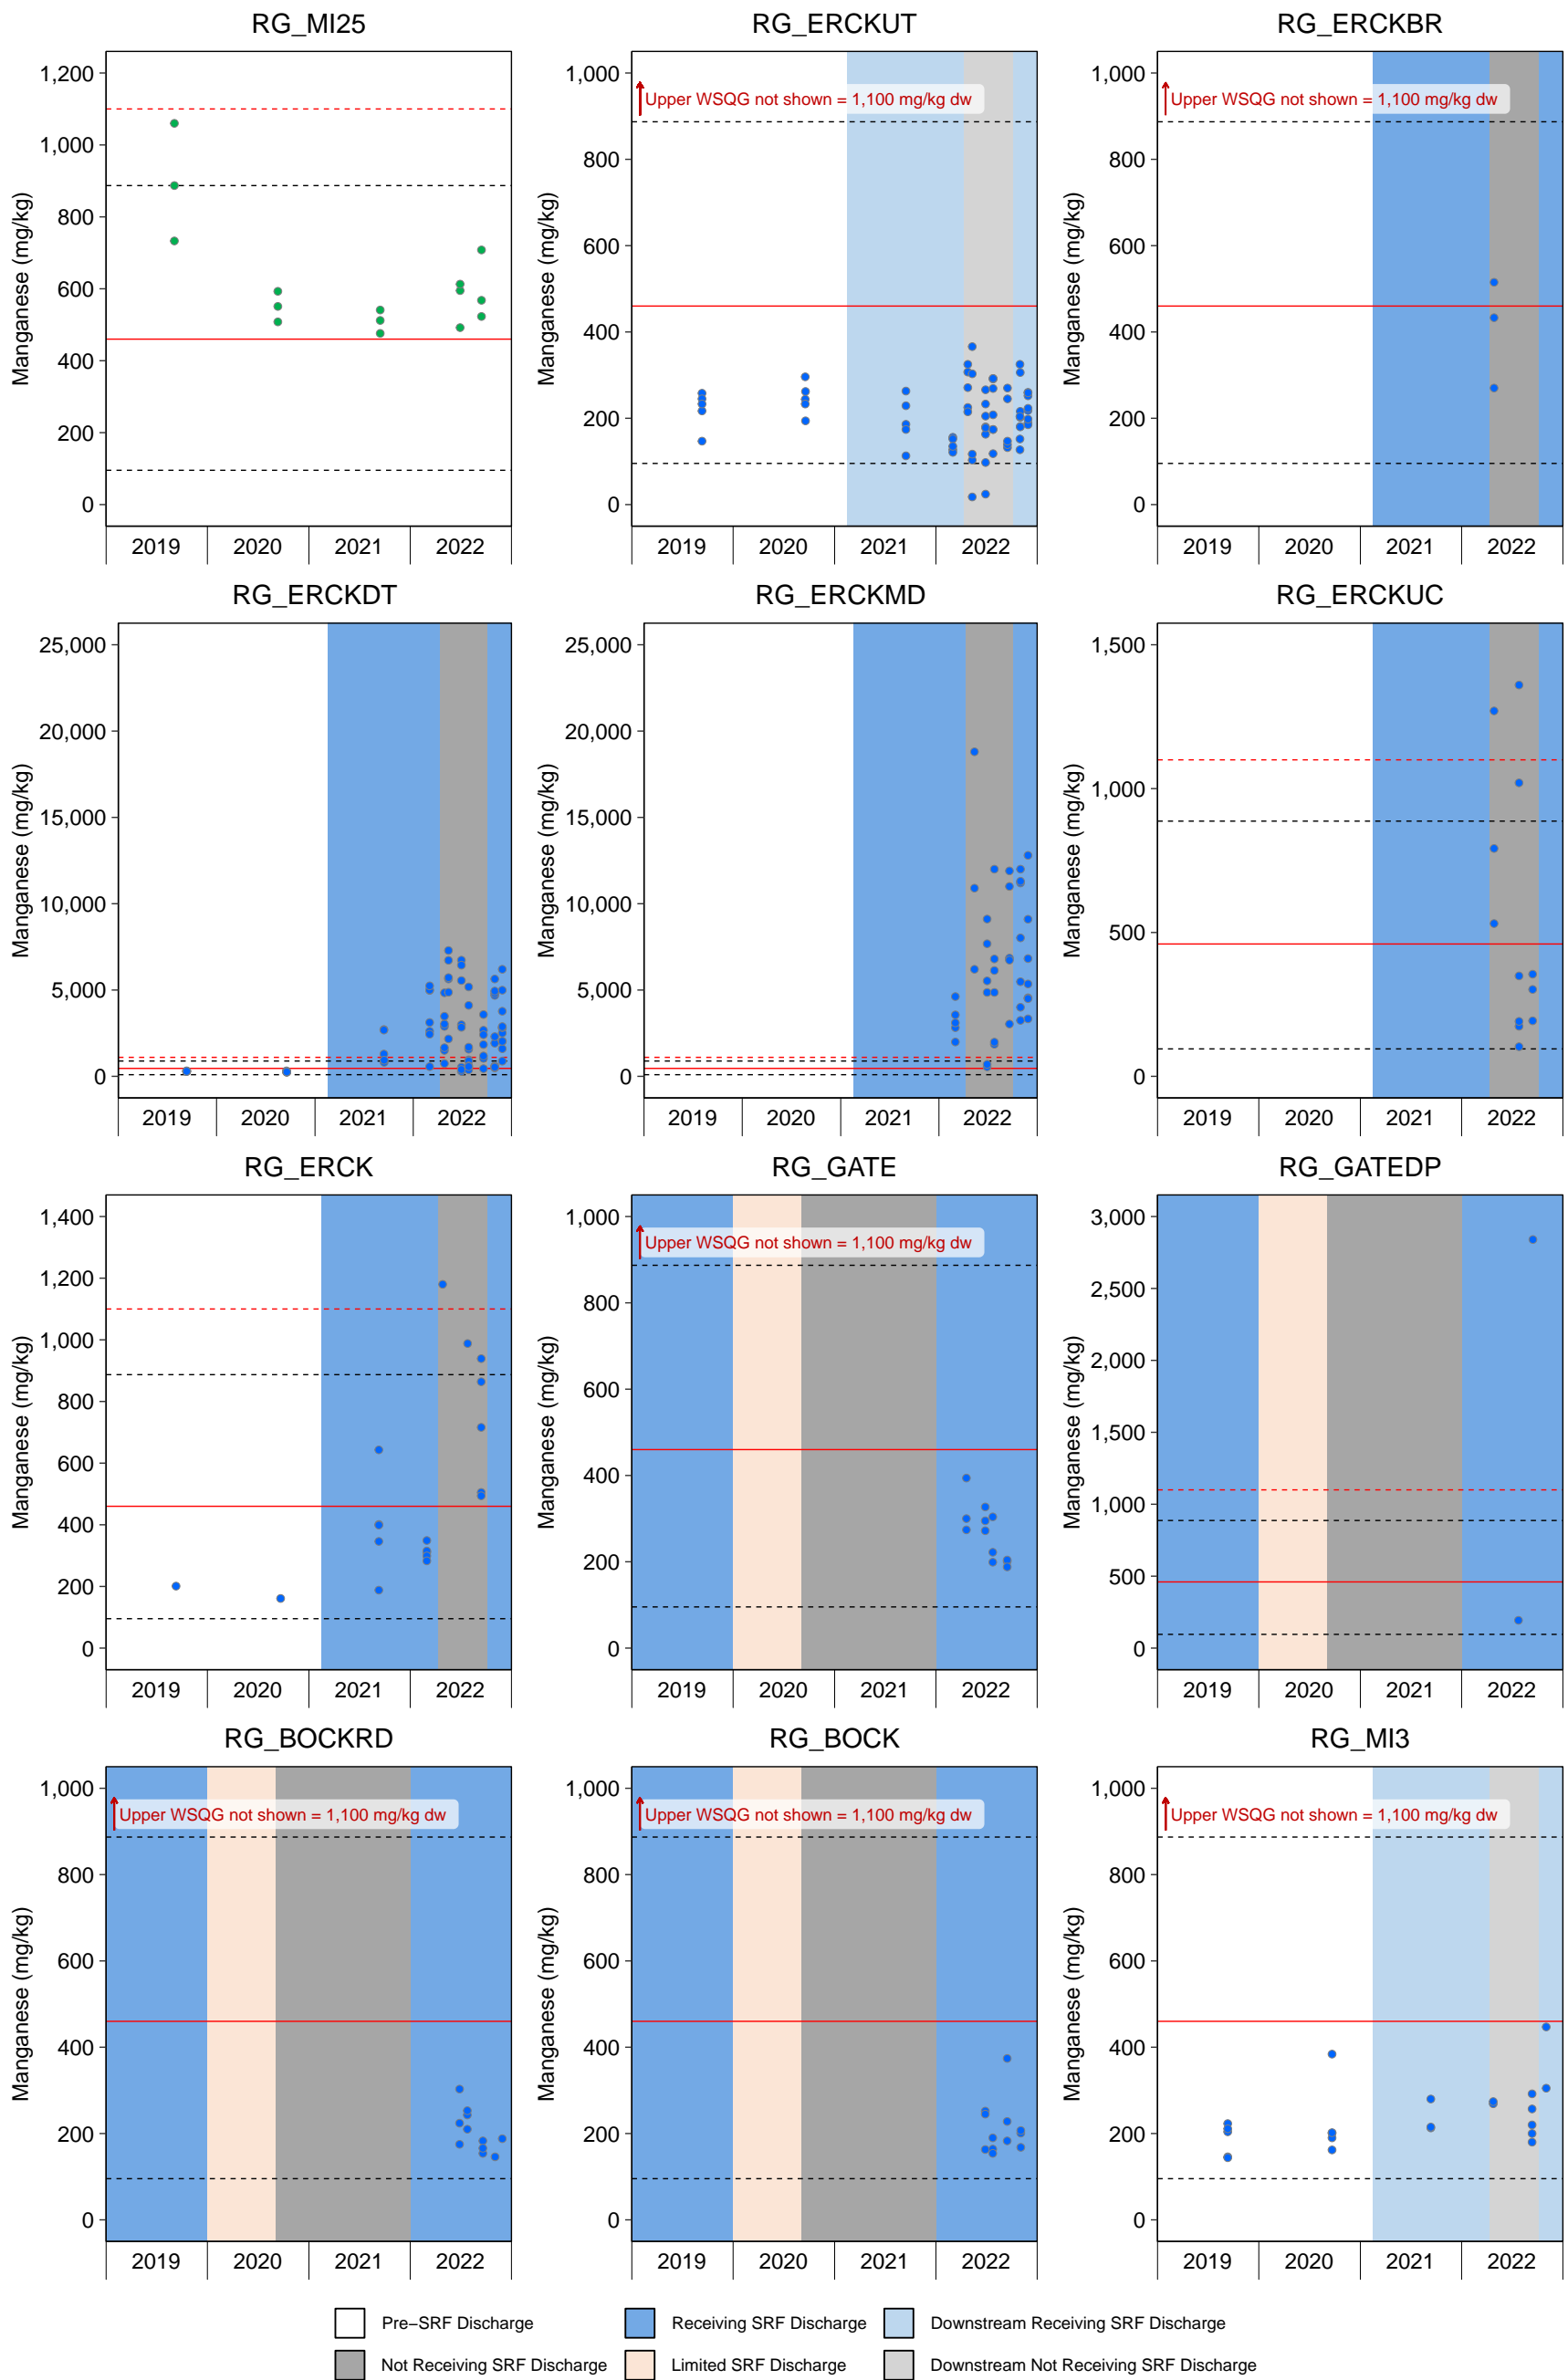 RG_MI25
Manganese (mg/kg)
1,200
1,000
800
600
400
200
0
2019 2020 2021 2022
RG_ERCKUT
Manganese (mg/kg)
1,000
800
600
400
200
0
Upper WSQG not shown = 1,100 mg/kg dw
2019 2020 2021 2022
RG_ERCKBR
Manganese (mg/kg)
1,000
800
600
400
200
0
Upper WSQG not shown = 1,100 mg/kg dw
2019 2020 2021 2022
RG_ERCKDT
Manganese (mg/kg)
25,000
20,000
15,000
10,000
5,000
0
2019 2020 2021 2022
RG_ERCKMD
Manganese (mg/kg)
25,000
20,000
15,000
10,000
5,000
0
2019 2020 2021 2022
RG_ERCKUC
Manganese (mg/kg)
1,500
1,000
500
0
2019 2020 2021 2022
RG_ERCK
Manganese (mg/kg)
1,400
1,200
1,000
800
600
400
200
0
2019 2020 2021 2022
RG_GATE
Manganese (mg/kg)
1,000
800
600
400
200
0
Upper WSQG not shown = 1,100 mg/kg dw
2019 2020 2021 2022
RG_GATEDP
Manganese (mg/kg)
3,000
2,500
2,000
1,500
1,000
500
0
2019 2020 2021 2022
RG_BOCKRD
Manganese (mg/kg)
1,000
800
600
400
200
0
Upper WSQG not shown = 1,100 mg/kg dw
2019 2020 2021 2022
RG_BOCK
Manganese (mg/kg)
1,000
800
600
400
200
0
Upper WSQG not shown = 1,100 mg/kg dw
2019 2020 2021 2022
RG_MI3
Manganese (mg/kg)
1,000
800
600
400
200
0
Upper WSQG not shown = 1,100 mg/kg dw
2019 2020 2021 2022
Pre−SRF Discharge Receiving SRF Discharge Downstream Receiving SRF Discharge
Not Receiving SRF Discharge Limited SRF Discharge Downstream Not Receiving SRF Discharge